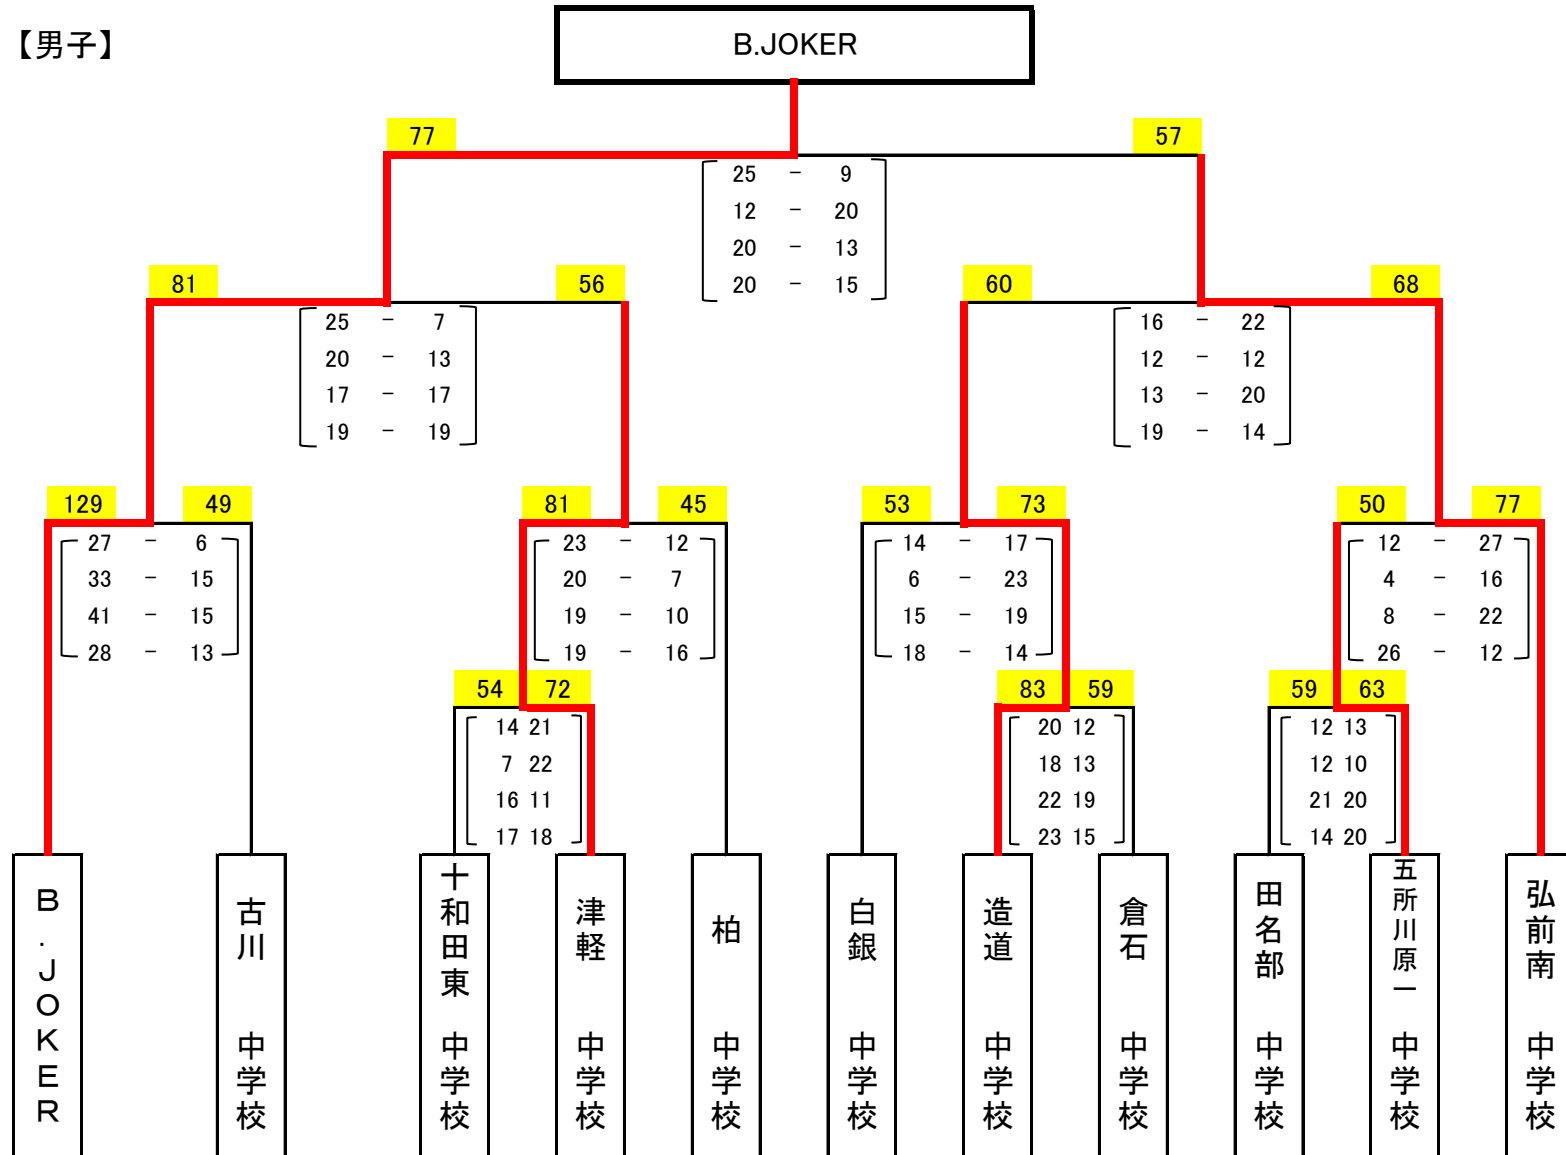 【男子】
B.JOKER
77
57
25 - 9
12 - 20
20 - 13
20 - 15
81
56
60
68
25 - 7
20 - 13
17 - 17
19 - 19
16 - 22
12 - 12
13 - 20
19 - 14
129
49
81
45
53
73
50
77
27 - 6
33 - 15
41 - 15
28 - 13
23 - 12
20 - 7
19 - 10
19 - 16
14 - 17
6 - 23
15 - 19
18 - 14
12 - 27
4 - 16
8 - 22
26 - 12
54
72
83
59
59
63
14 21
7 22
16 11
17 18
20 12
18 13
22 19
23 15
12 13
12 10
21 20
14 20
B.JOKER
古川 中学校
十和田東 中学校
津軽 中学校
柏 中学校
白銀 中学校
造道 中学校
倉石 中学校
田名部 中学校
五所川原一 中学校
弘前南 中学校